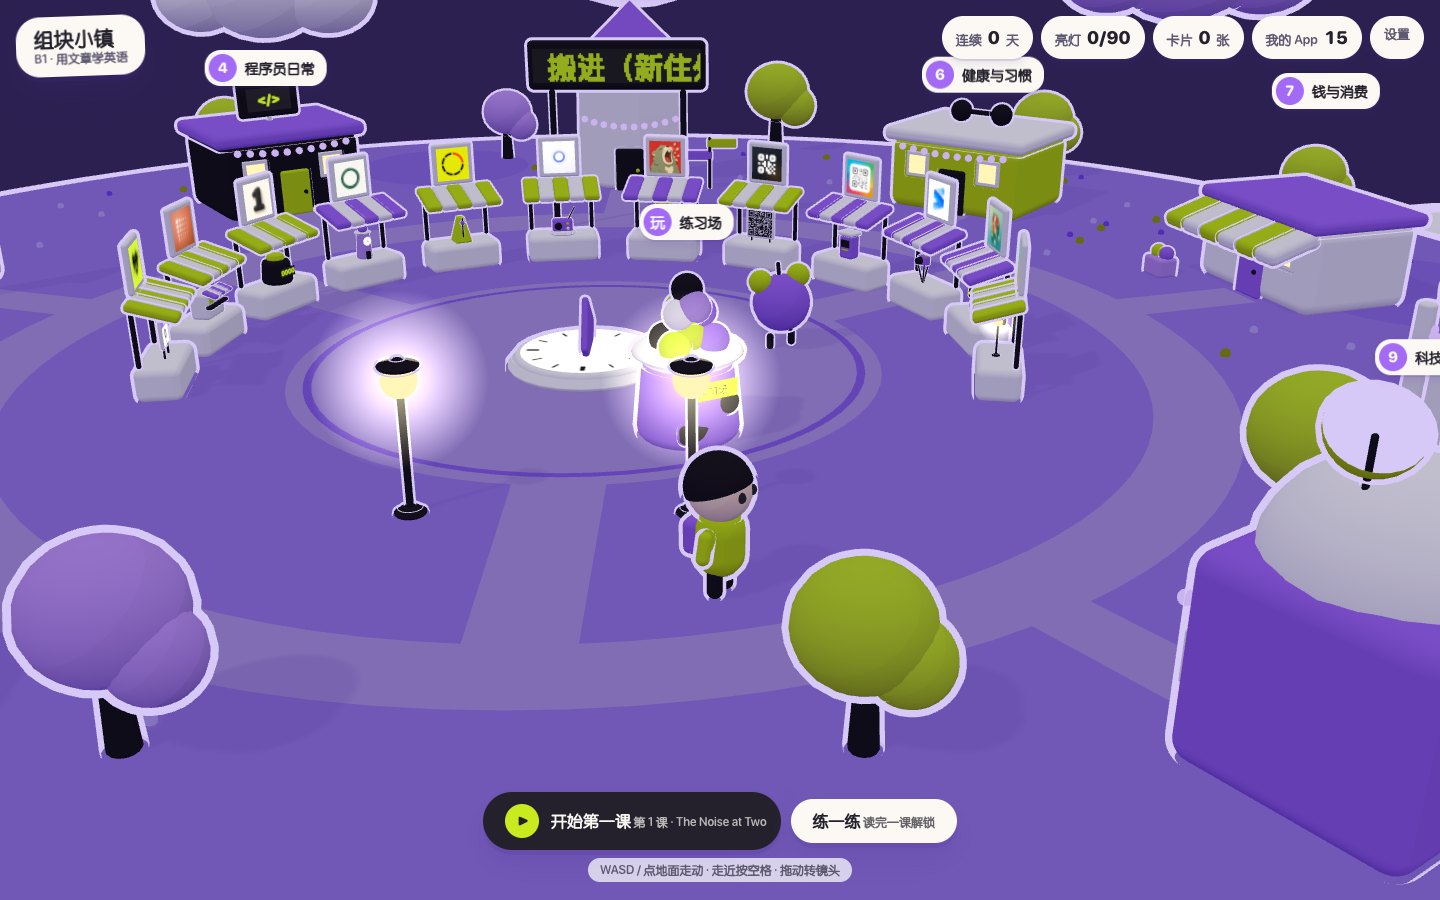 组块小镇
B1 · 用文章学英语
4 程序员日常
</>
搬进（新住
连续 0 天
亮灯 0/90
卡片 0 张
我的 App 15
设置
6 健康与习惯
7 钱与消费
1
玩 练习场
9 科技
开始第一课 第 1 课 · The Noise at Two
练一练 读完一课解锁
WASD / 点地面走动 · 走近按空格 · 拖动转镜头